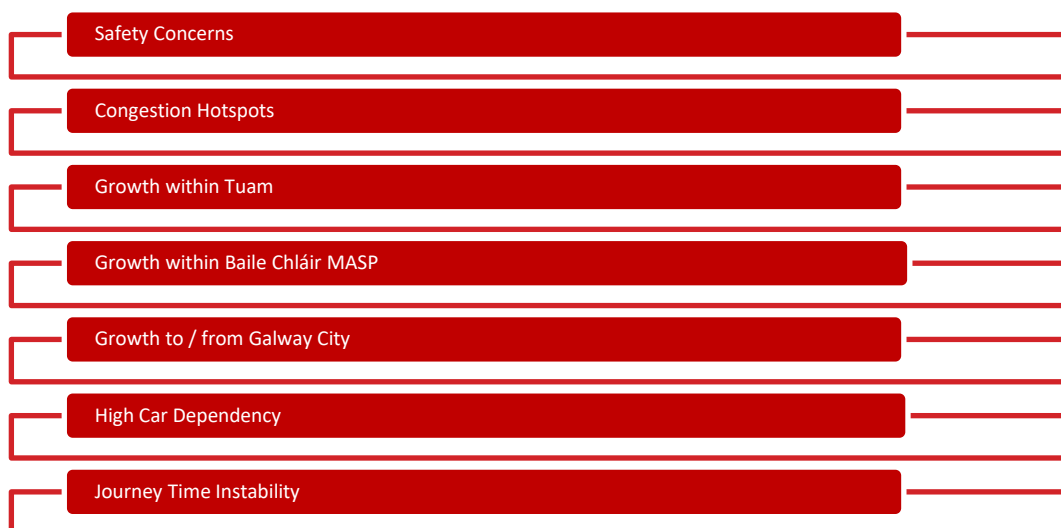 Safety Concerns
Congestion Hotspots
Growth within Tuam
Growth within Baile Chláir MASP
Growth to / from Galway City
High Car Dependency
Journey Time Instability